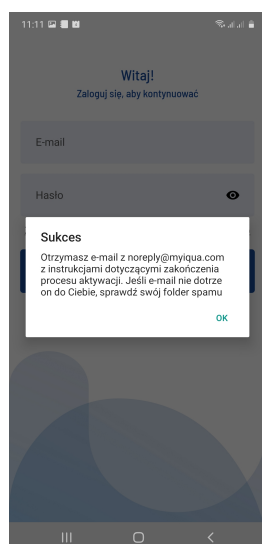 11:11
Witaj!
Zaloguj się, aby kontynuować
E-mail
Hasło
Sukces
Otrzymasz e-mail z noreply@myiqua.com
z instrukcjami dotyczącymi zakończenia
procesu aktywacji. Jeśli e-mail nie dotrze
on do Ciebie, sprawdź swój folder spamu
OK